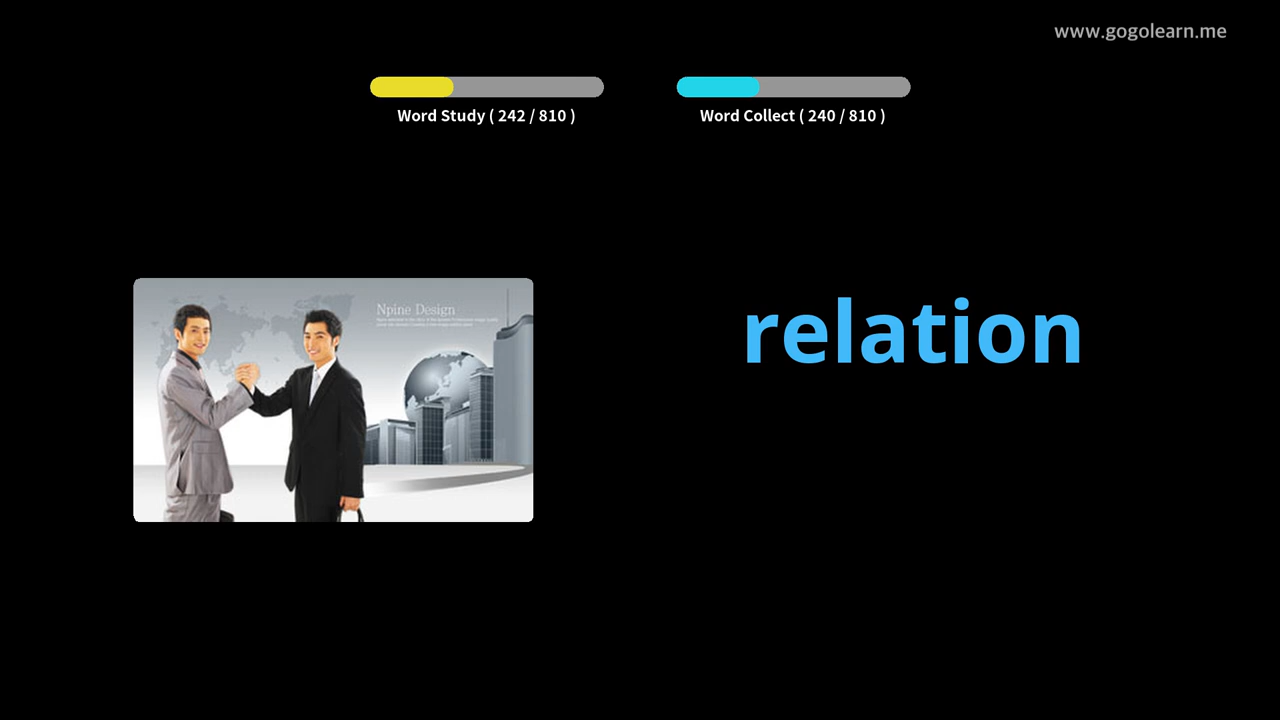 www.gogolearn.me
Word Study ( 242 / 810 )
Word Collect ( 240 / 810 )
Npine Design
relation